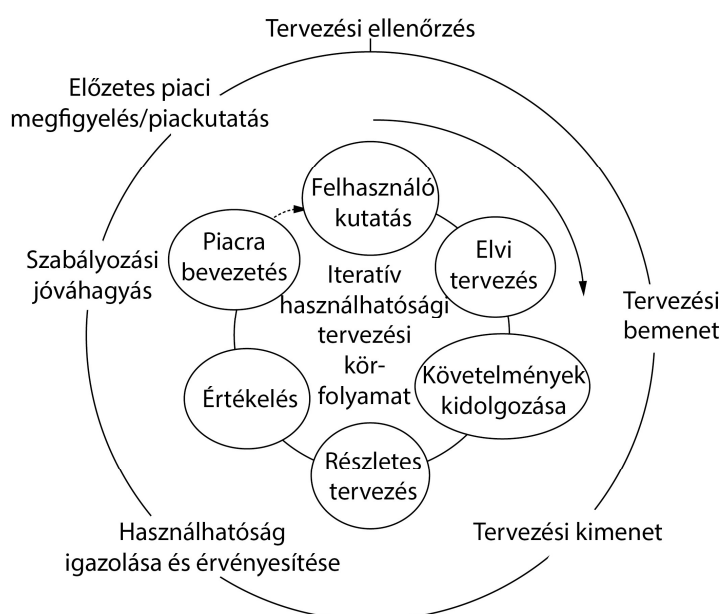 Tervezési ellenőrzés
Előzetes piaci
megfigyelés/piackutatás
Felhasználó
kutatás
Piacra
bevezetés
Elvi
tervezés
Szabályozási
jóváhagyás
Iteratív
használhatósági
tervezési
kör-
folyamat
Tervezési
bemenet
Követelmények
kidolgozása
Értékelés
Részletes
tervezés
Használhatóság
igazolása és érvényesítése
Tervezési kimenet